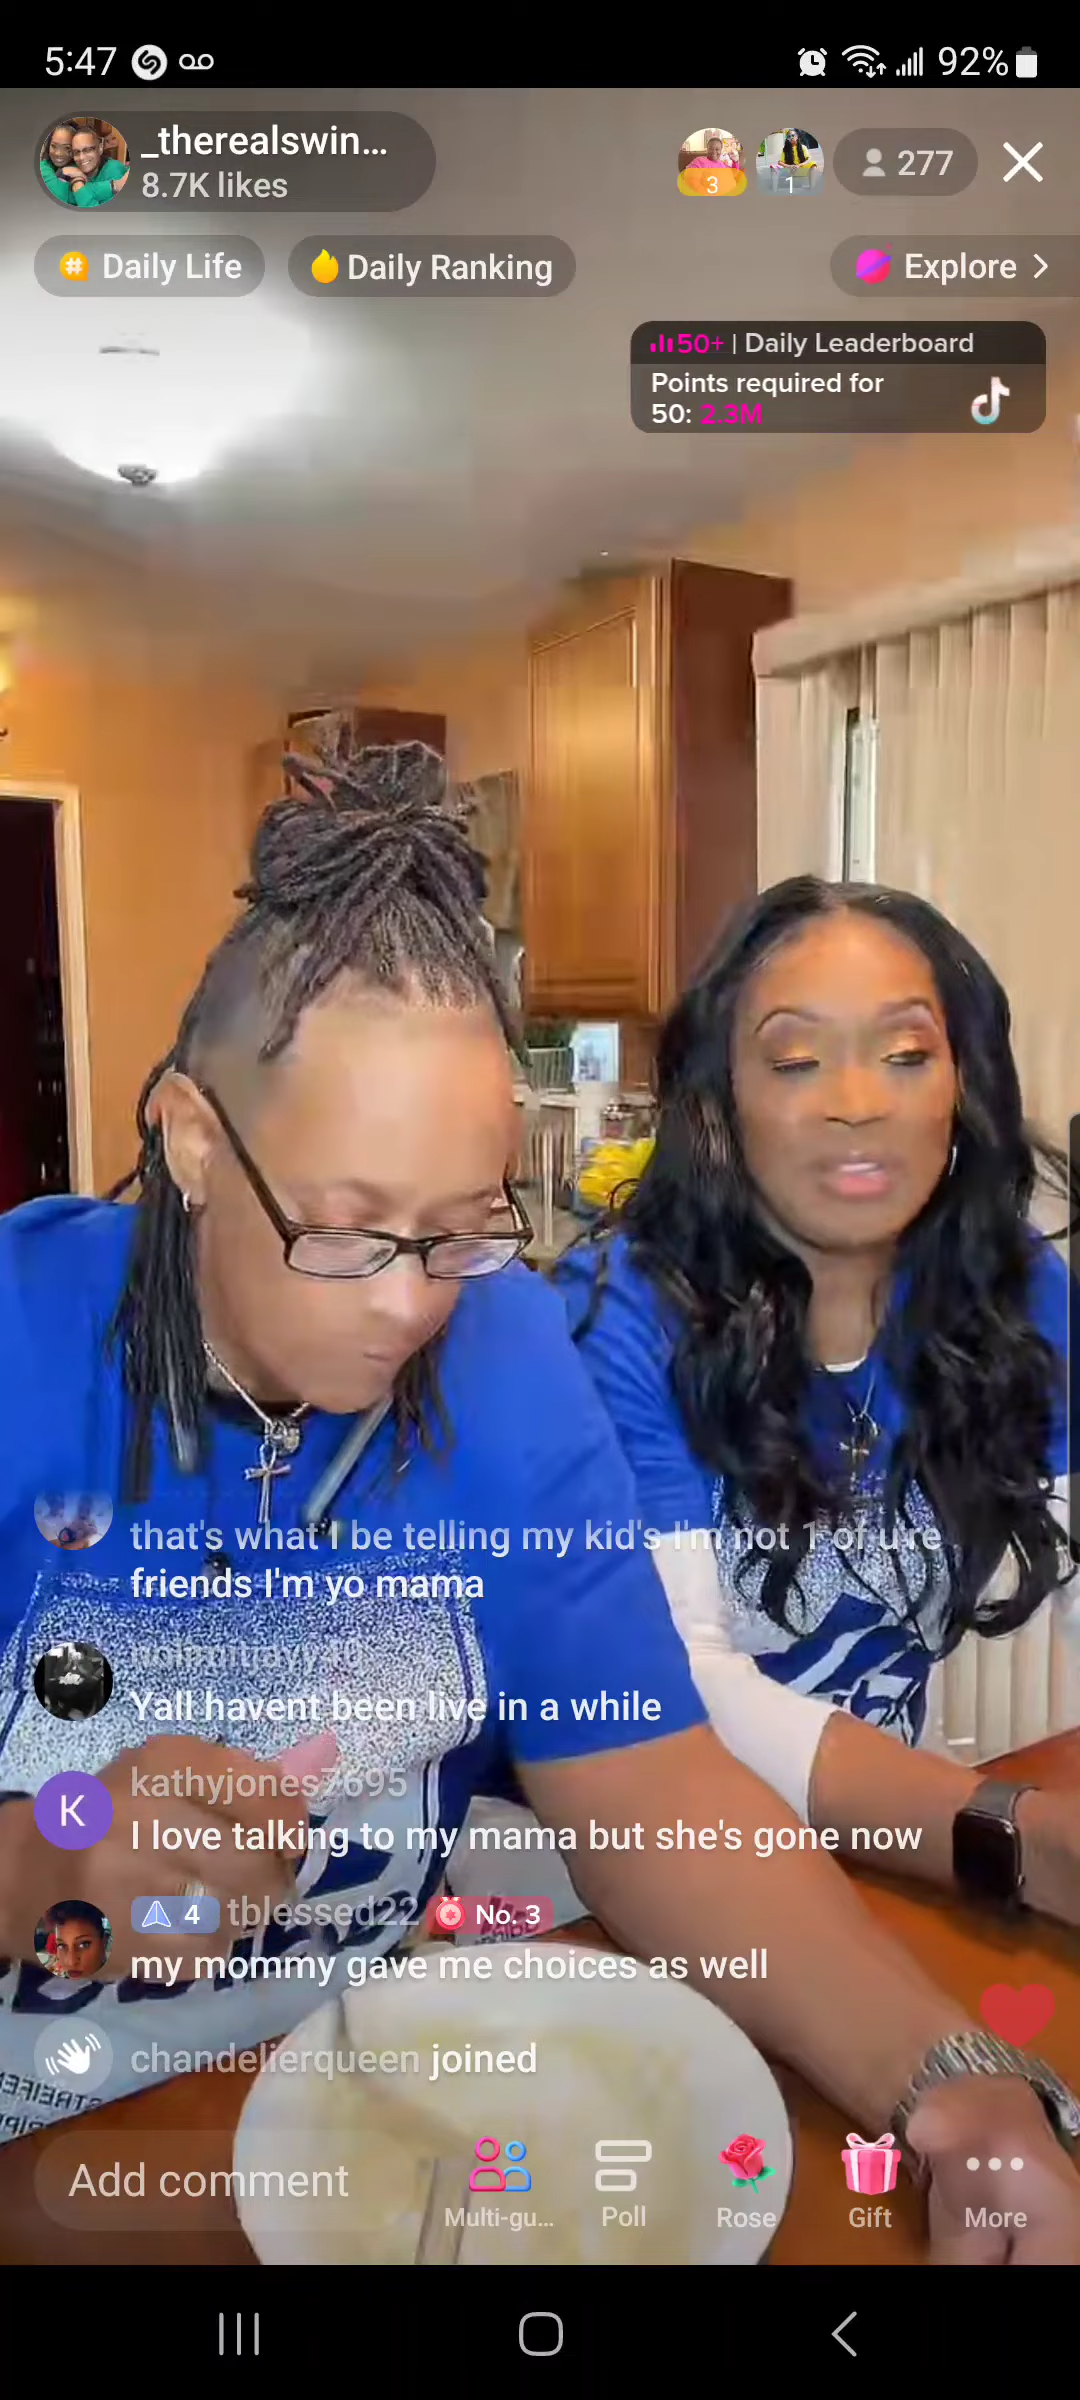 5:47
92%
_therealswin...
8.7K likes
3
1
277
Daily Life
Daily Ranking
Explore >
50+ | Daily Leaderboard
Points required for
50: 2.3M
that's what I be telling my kid's I'm not 1 of u're
friends I'm yo mama
Yall havent been live in a while
kathyjones7695
K
I love talking to my mama but she's gone now
4 tblessed22 No. 3
my mommy gave me choices as well
chandelierqueen joined
Add comment
Multi-gu...
Poll
Rose
Gift
More